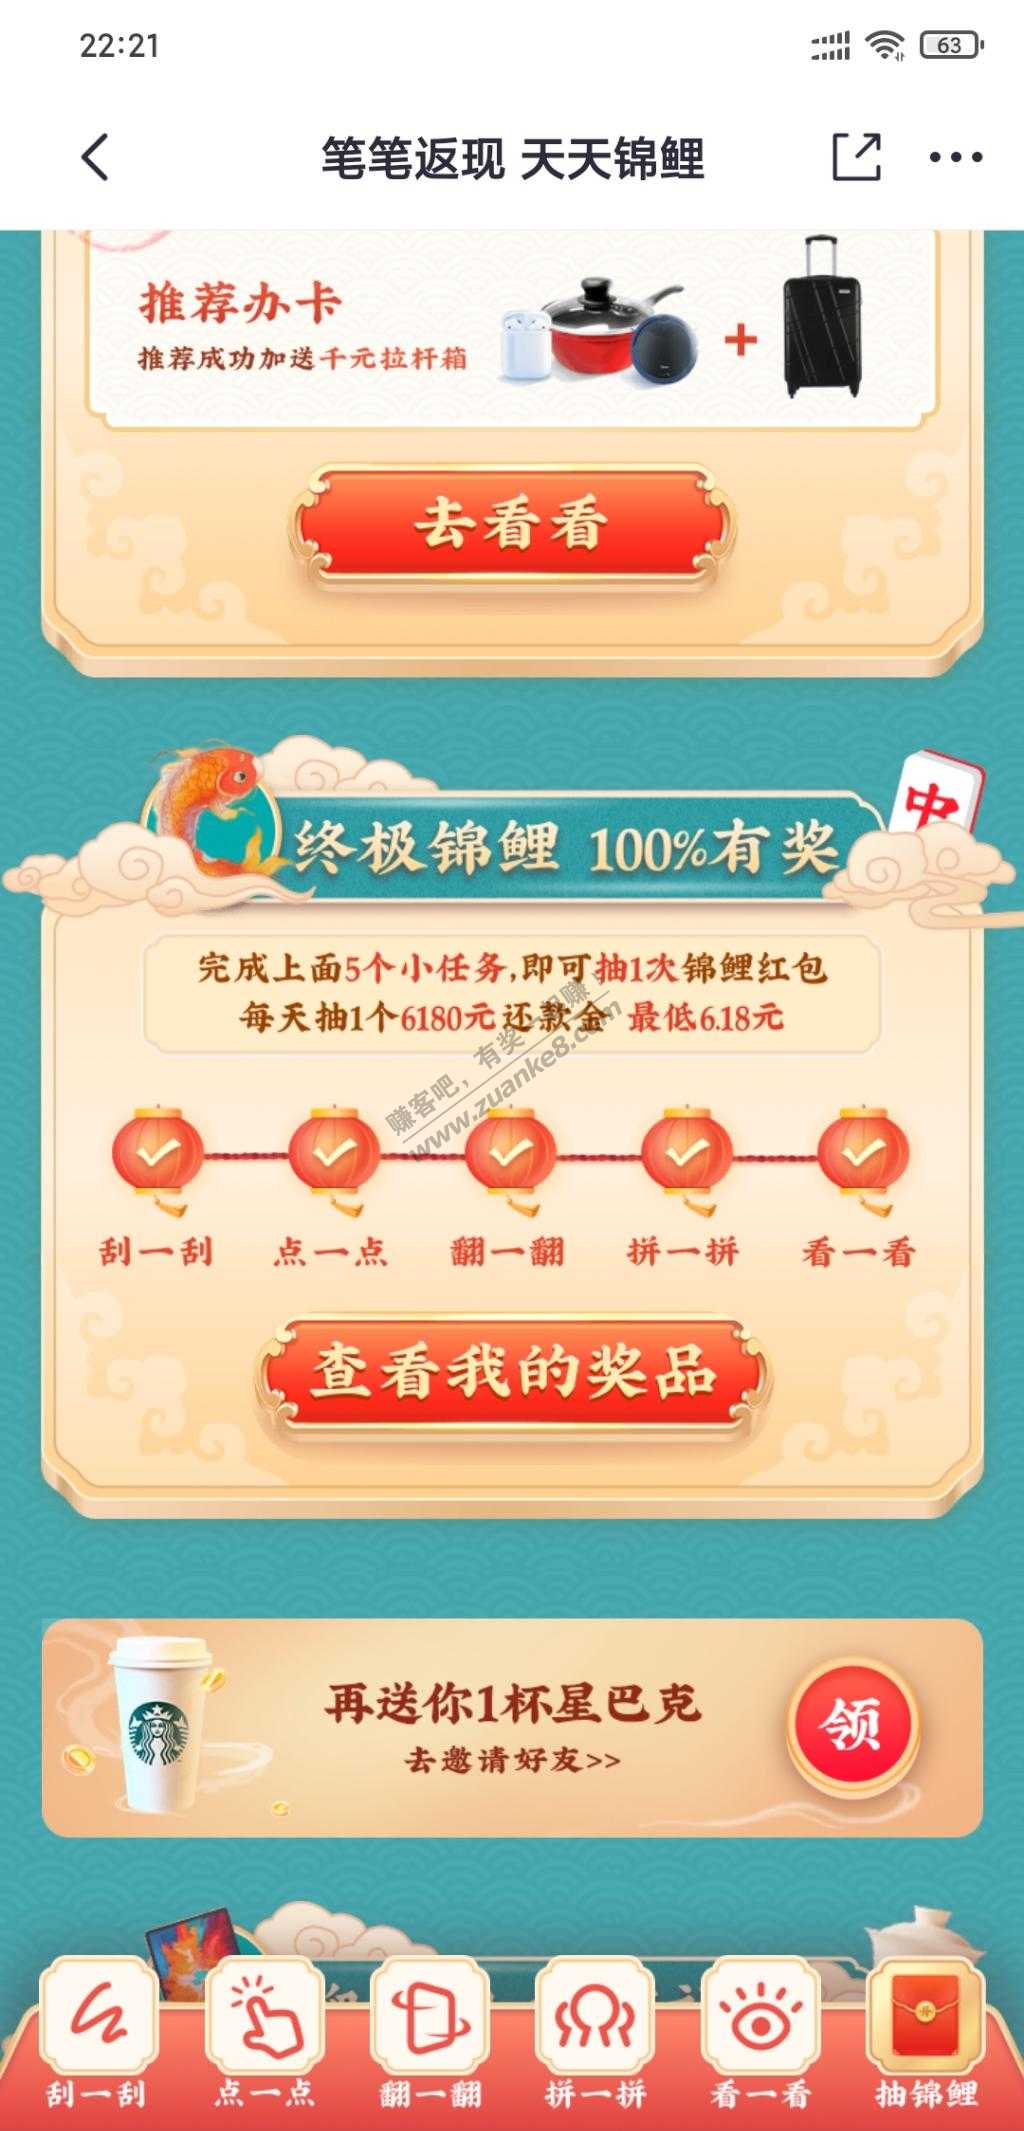 22:21
63
笔笔返现 天天锦鲤
推荐办卡
推荐成功加送千元拉杆箱
+
去看看
中
终极锦鲤 100%有奖
完成上面5个小任务,即可抽1次锦鲤红包
每天抽1个6180元还款金 最低6.18元
赚客吧，有奖一起赚！
www.zuanke8.com
刮一刮 点一点 翻一翻 拼一拼 看一看
查看我的奖品
再送你1杯星巴克
去邀请好友>>
领
刮一刮 点一点 翻一翻 拼一拼 看一看 抽锦鲤